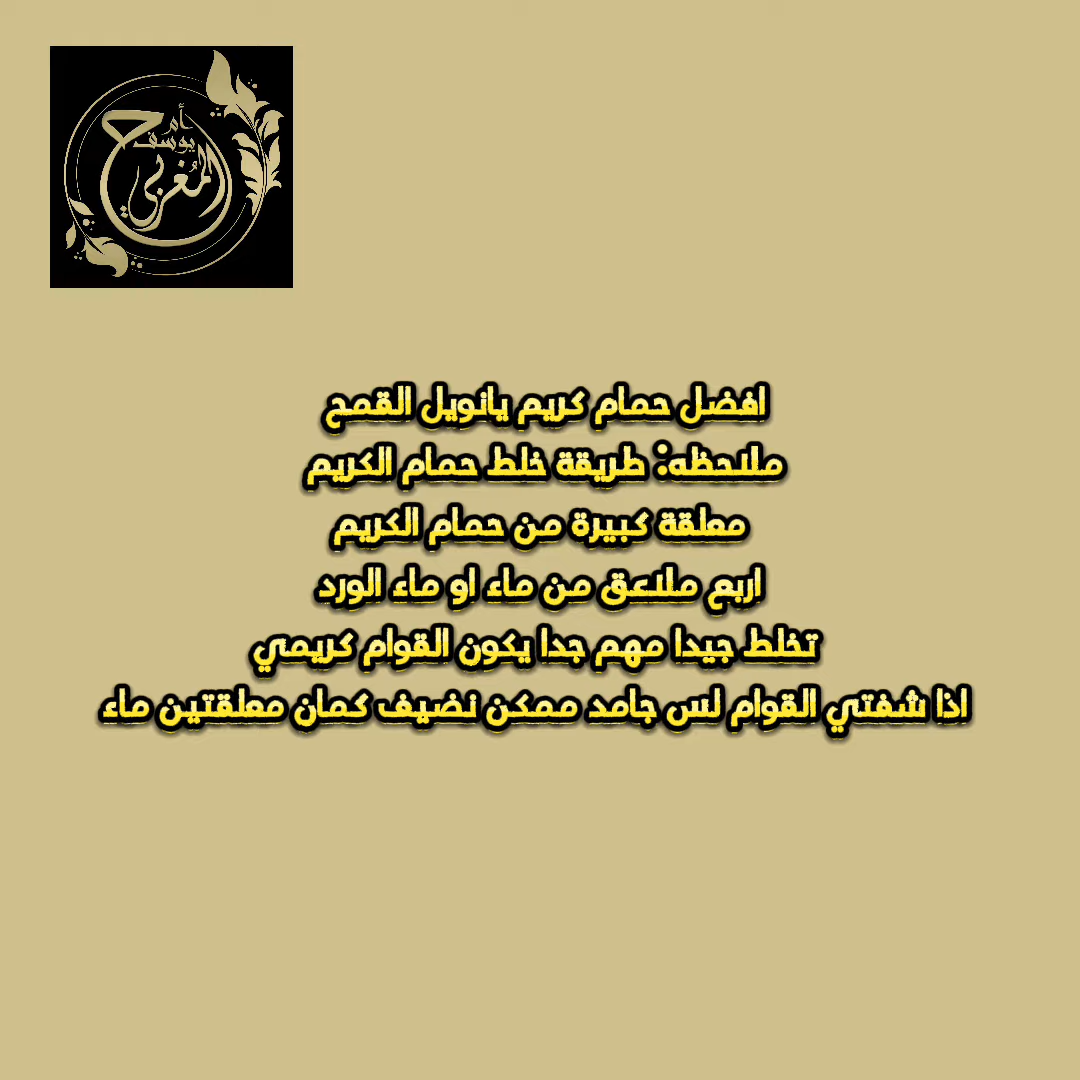 أم
يوسف
المغربي
افضل حمام كريم يانويل القمح
ملاحظه: طريقة خلط حمام الكريم
معلقة كبيرة من حمام الكريم
اربع ملاعق من ماء او ماء الورد
تخلط جيدا مهم جدا يكون القوام كريمي
اذا شفتي القوام لس جامد ممكن نضيف كمان معلقتين ماء